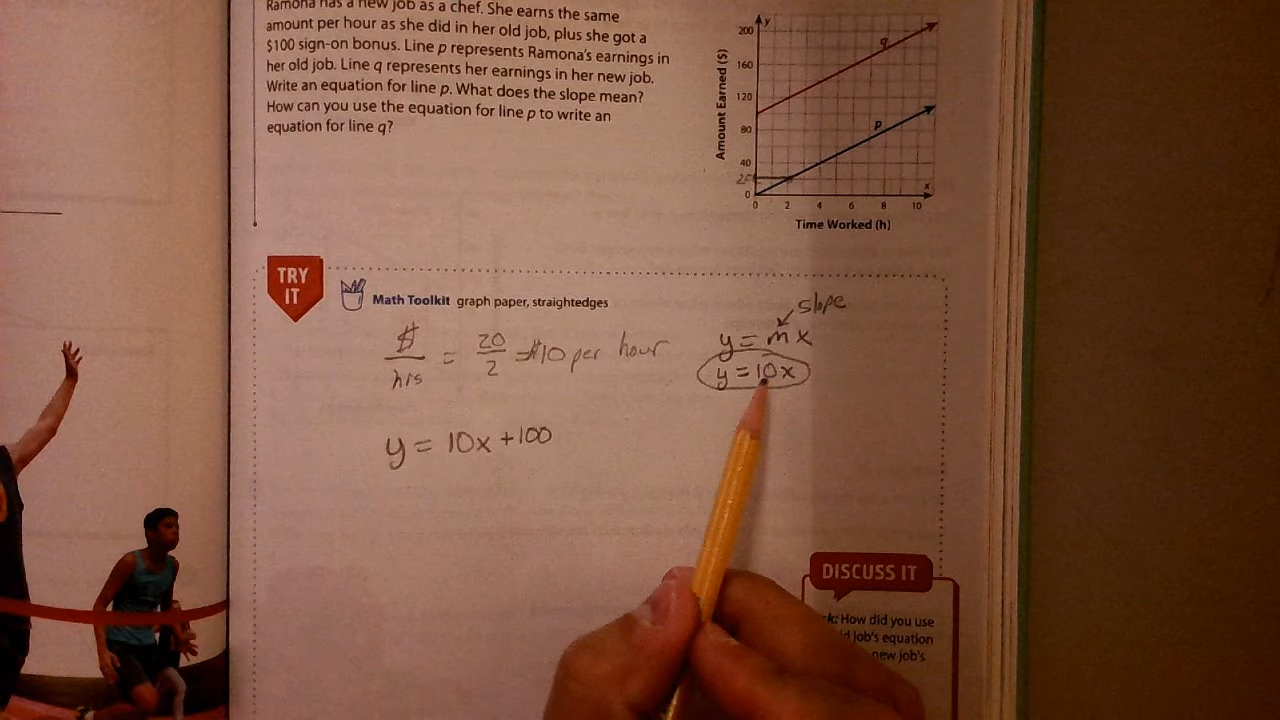 Ramona has a new job as a chef. She earns the same
amount per hour as she did in her old job, plus she got a
$100 sign-on bonus. Line p represents Ramona's earnings in
her old job. Line q represents her earnings in her new job.
Write an equation for line p. What does the slope mean?
How can you use the equation for line p to write an
equation for line q?
Amount Earned ($)
y
200
160
120
80
40
0
q
p
x
0 2 4 6 8 10
Time Worked (h)
TRY
IT
Math Toolkit graph paper, straightedges
$/hrs = 20/2 = $10 per hour
slope
y = mx
y = 10x
y = 10x + 100
DISCUSS IT
How did you use
job's equation
new job's